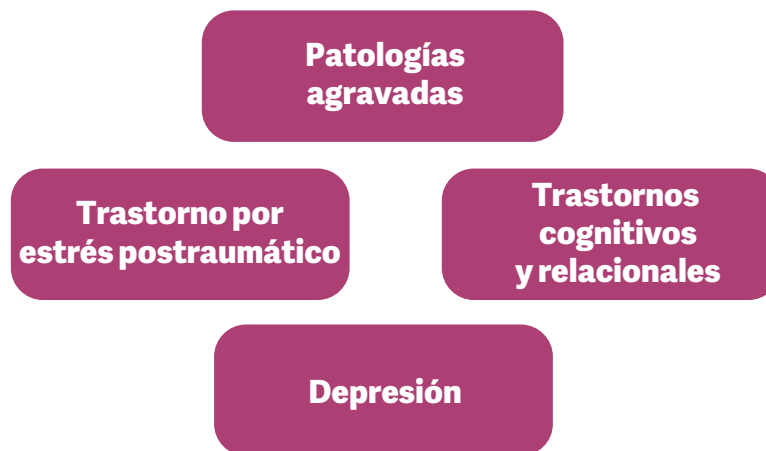 Patologías
agravadas
Trastorno por
estrés postraumático
Trastornos
cognitivos
y relacionales
Depresión